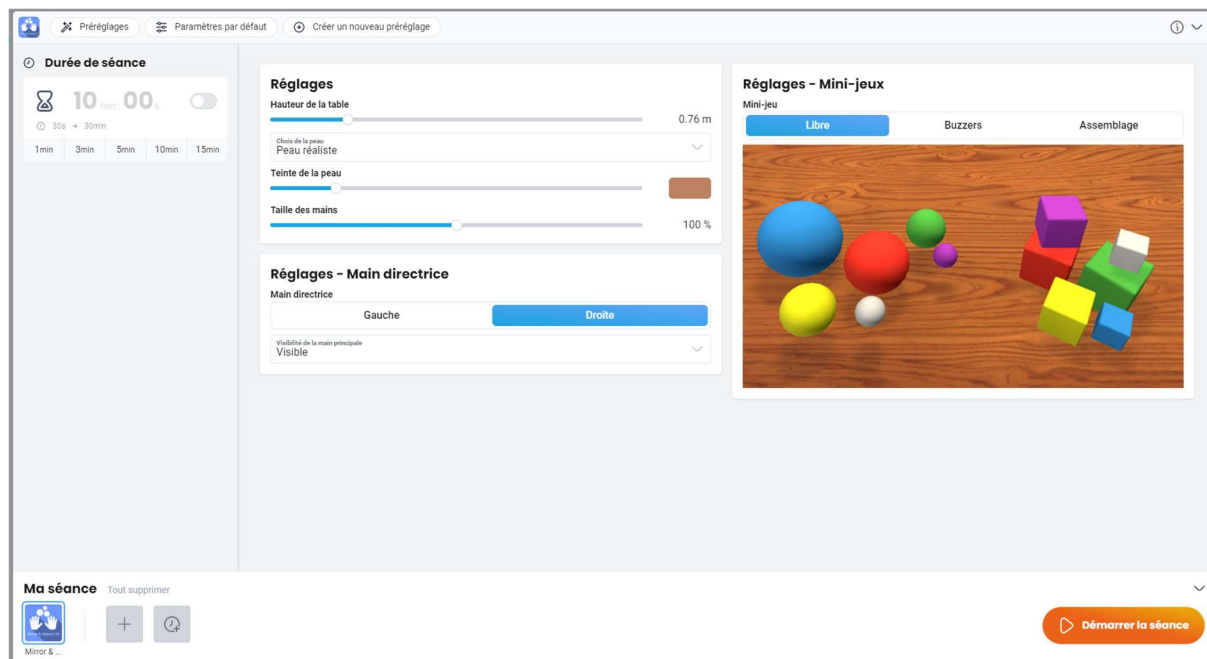 Préréglages
Paramètres par défaut
Créer un nouveau préréglage
Durée de séance
10 min : 00 s
30s → 30min
1min 3min 5min 10min 15min
Réglages
Hauteur de la table
0.76 m
Choix de la peau
Peau réaliste
Teinte de la peau
Taille des mains
100 %
Réglages - Main directrice
Main directrice
Gauche Droite
Visibilité de la main principale
Visible
Réglages - Mini-jeux
Mini-jeu
Libre Buzzers Assemblage
Ma séance Tout supprimer
Mirror & ...
Démarrer la séance